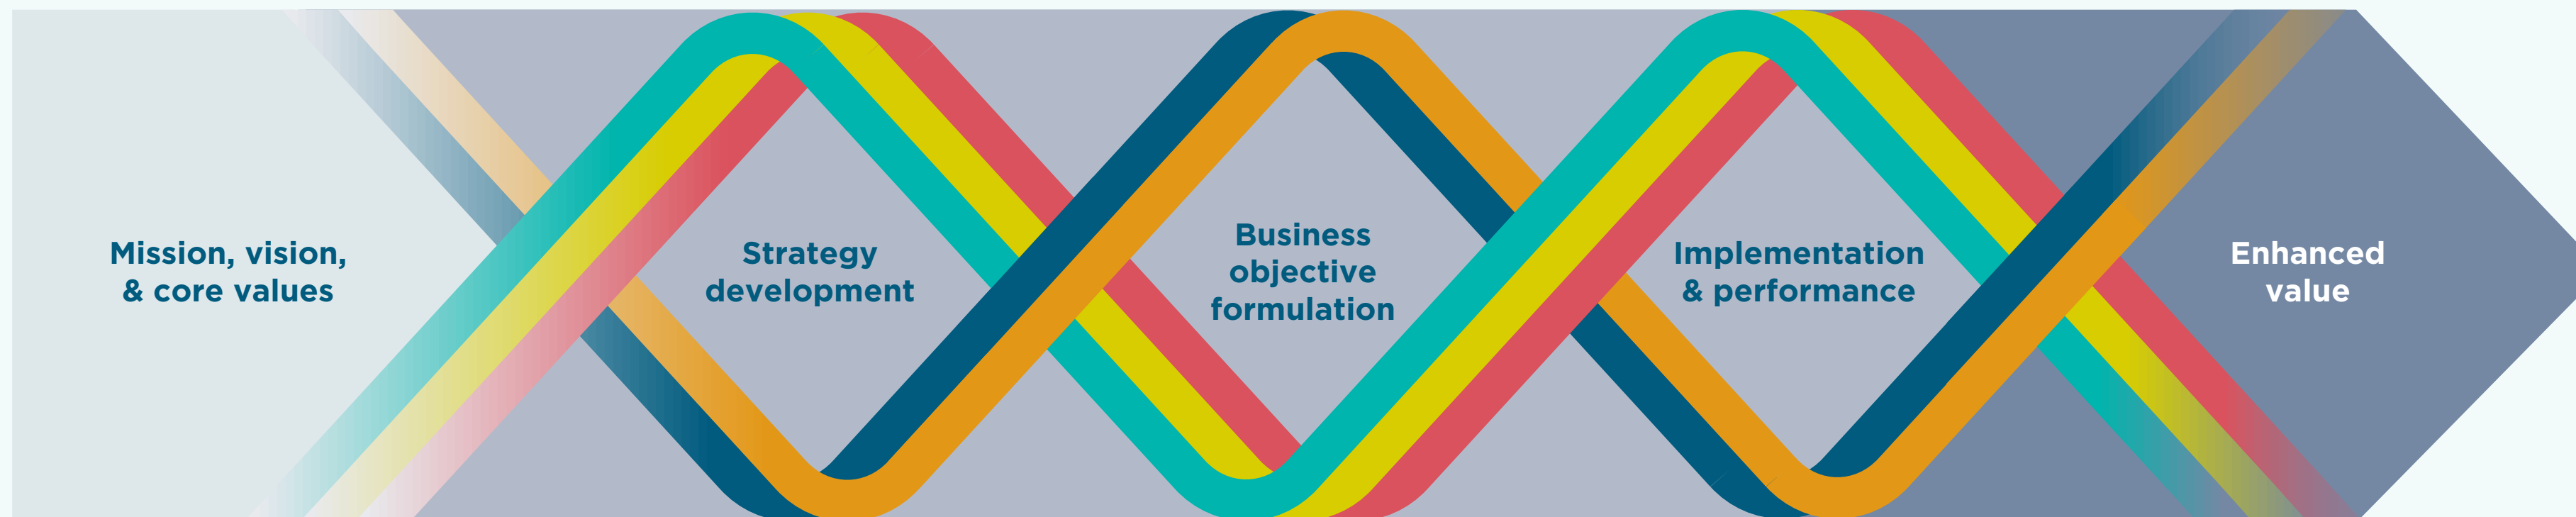 Mission, vision,
& core values
Strategy
development
Business
objective
formulation
Implementation
& performance
Enhanced
value